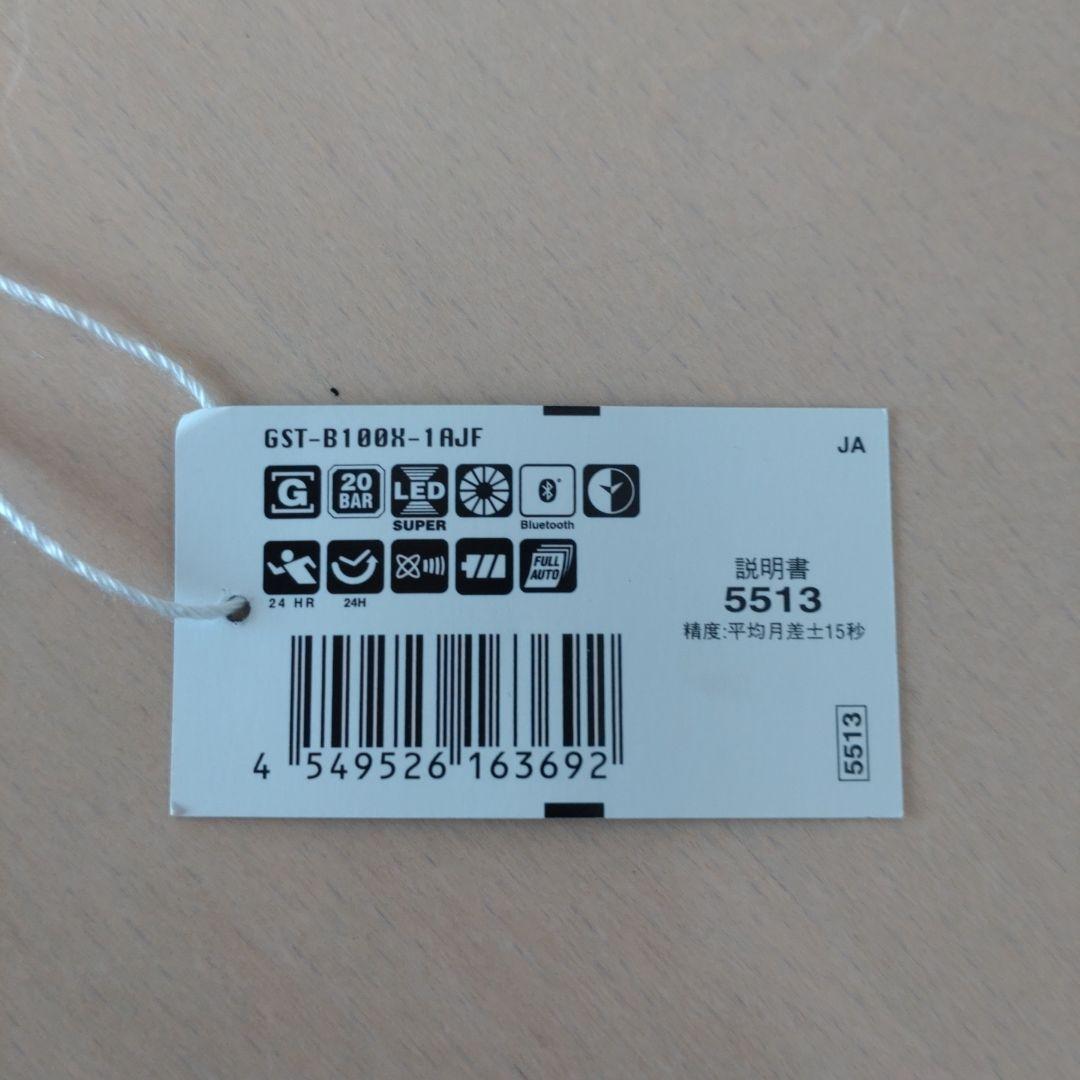 GST-B100X-1AJF
JA
G
20
BAR
LED
SUPER
Bluetooth
24 HR
24H
FULL
AUTO
説明書
5513
精度:平均月差±15秒
5513
4 549526 163692